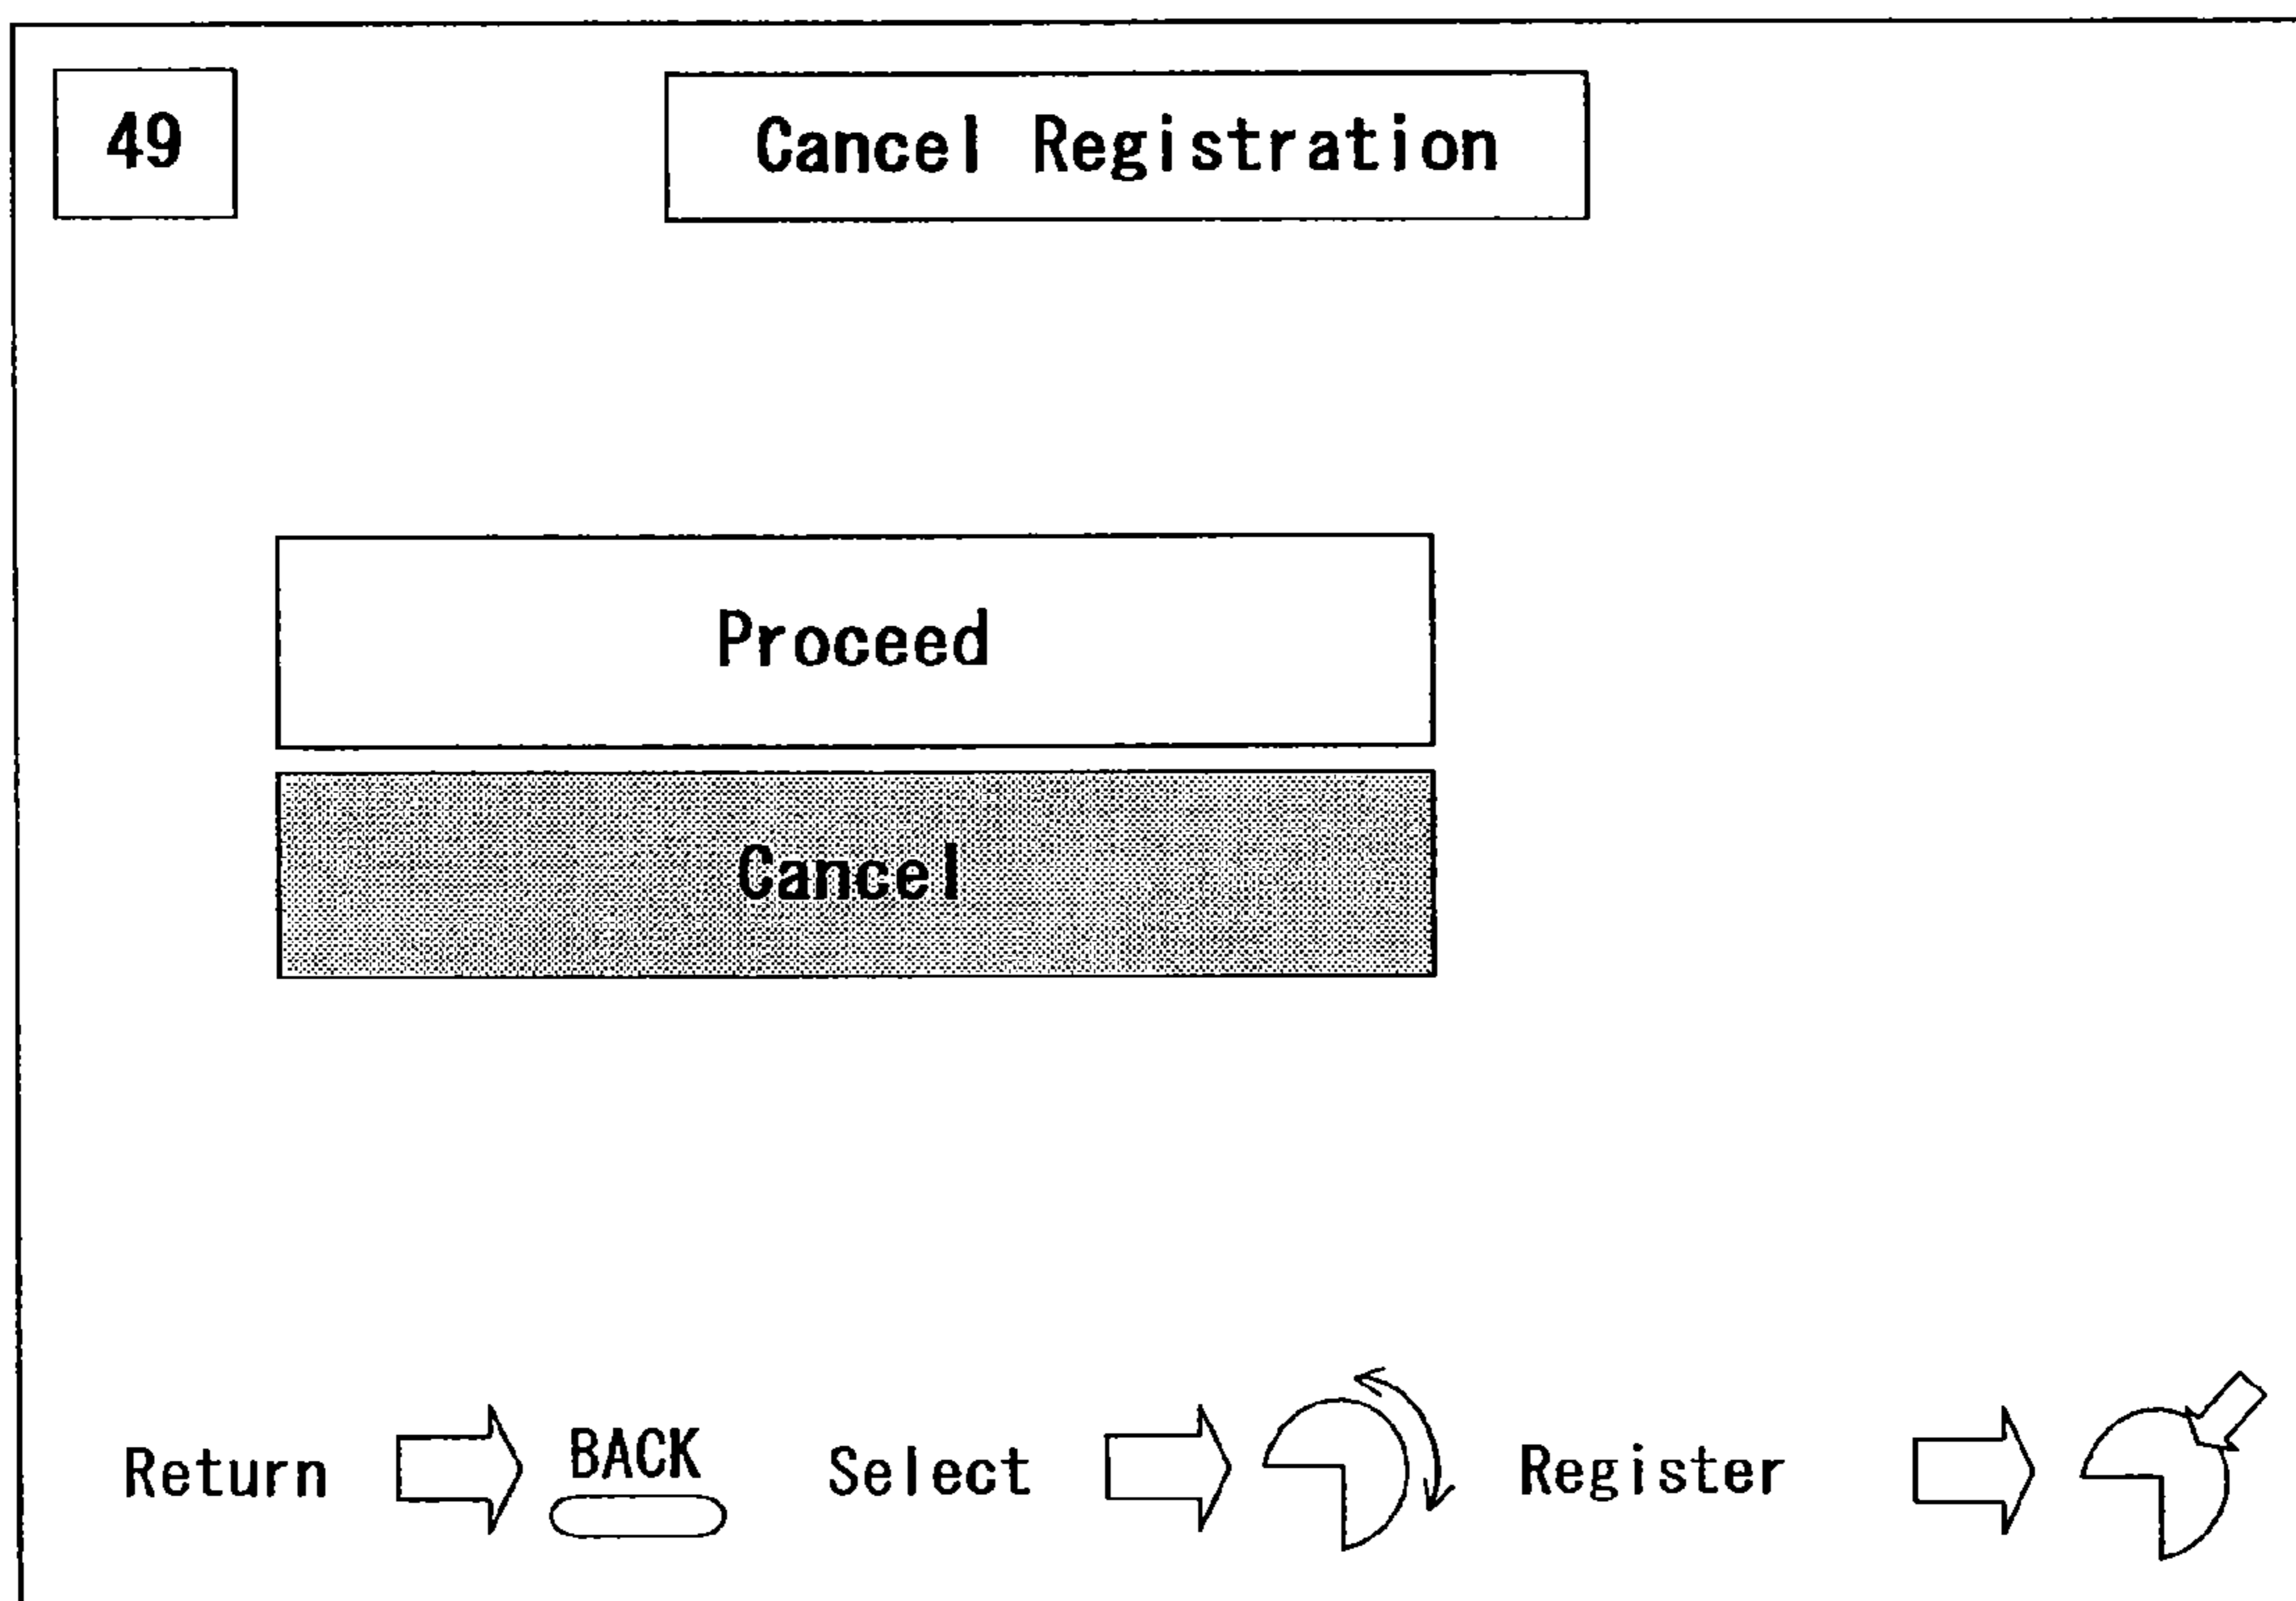 49
Cancel Registration
Proceed
Cancel
Return BACK Select Register